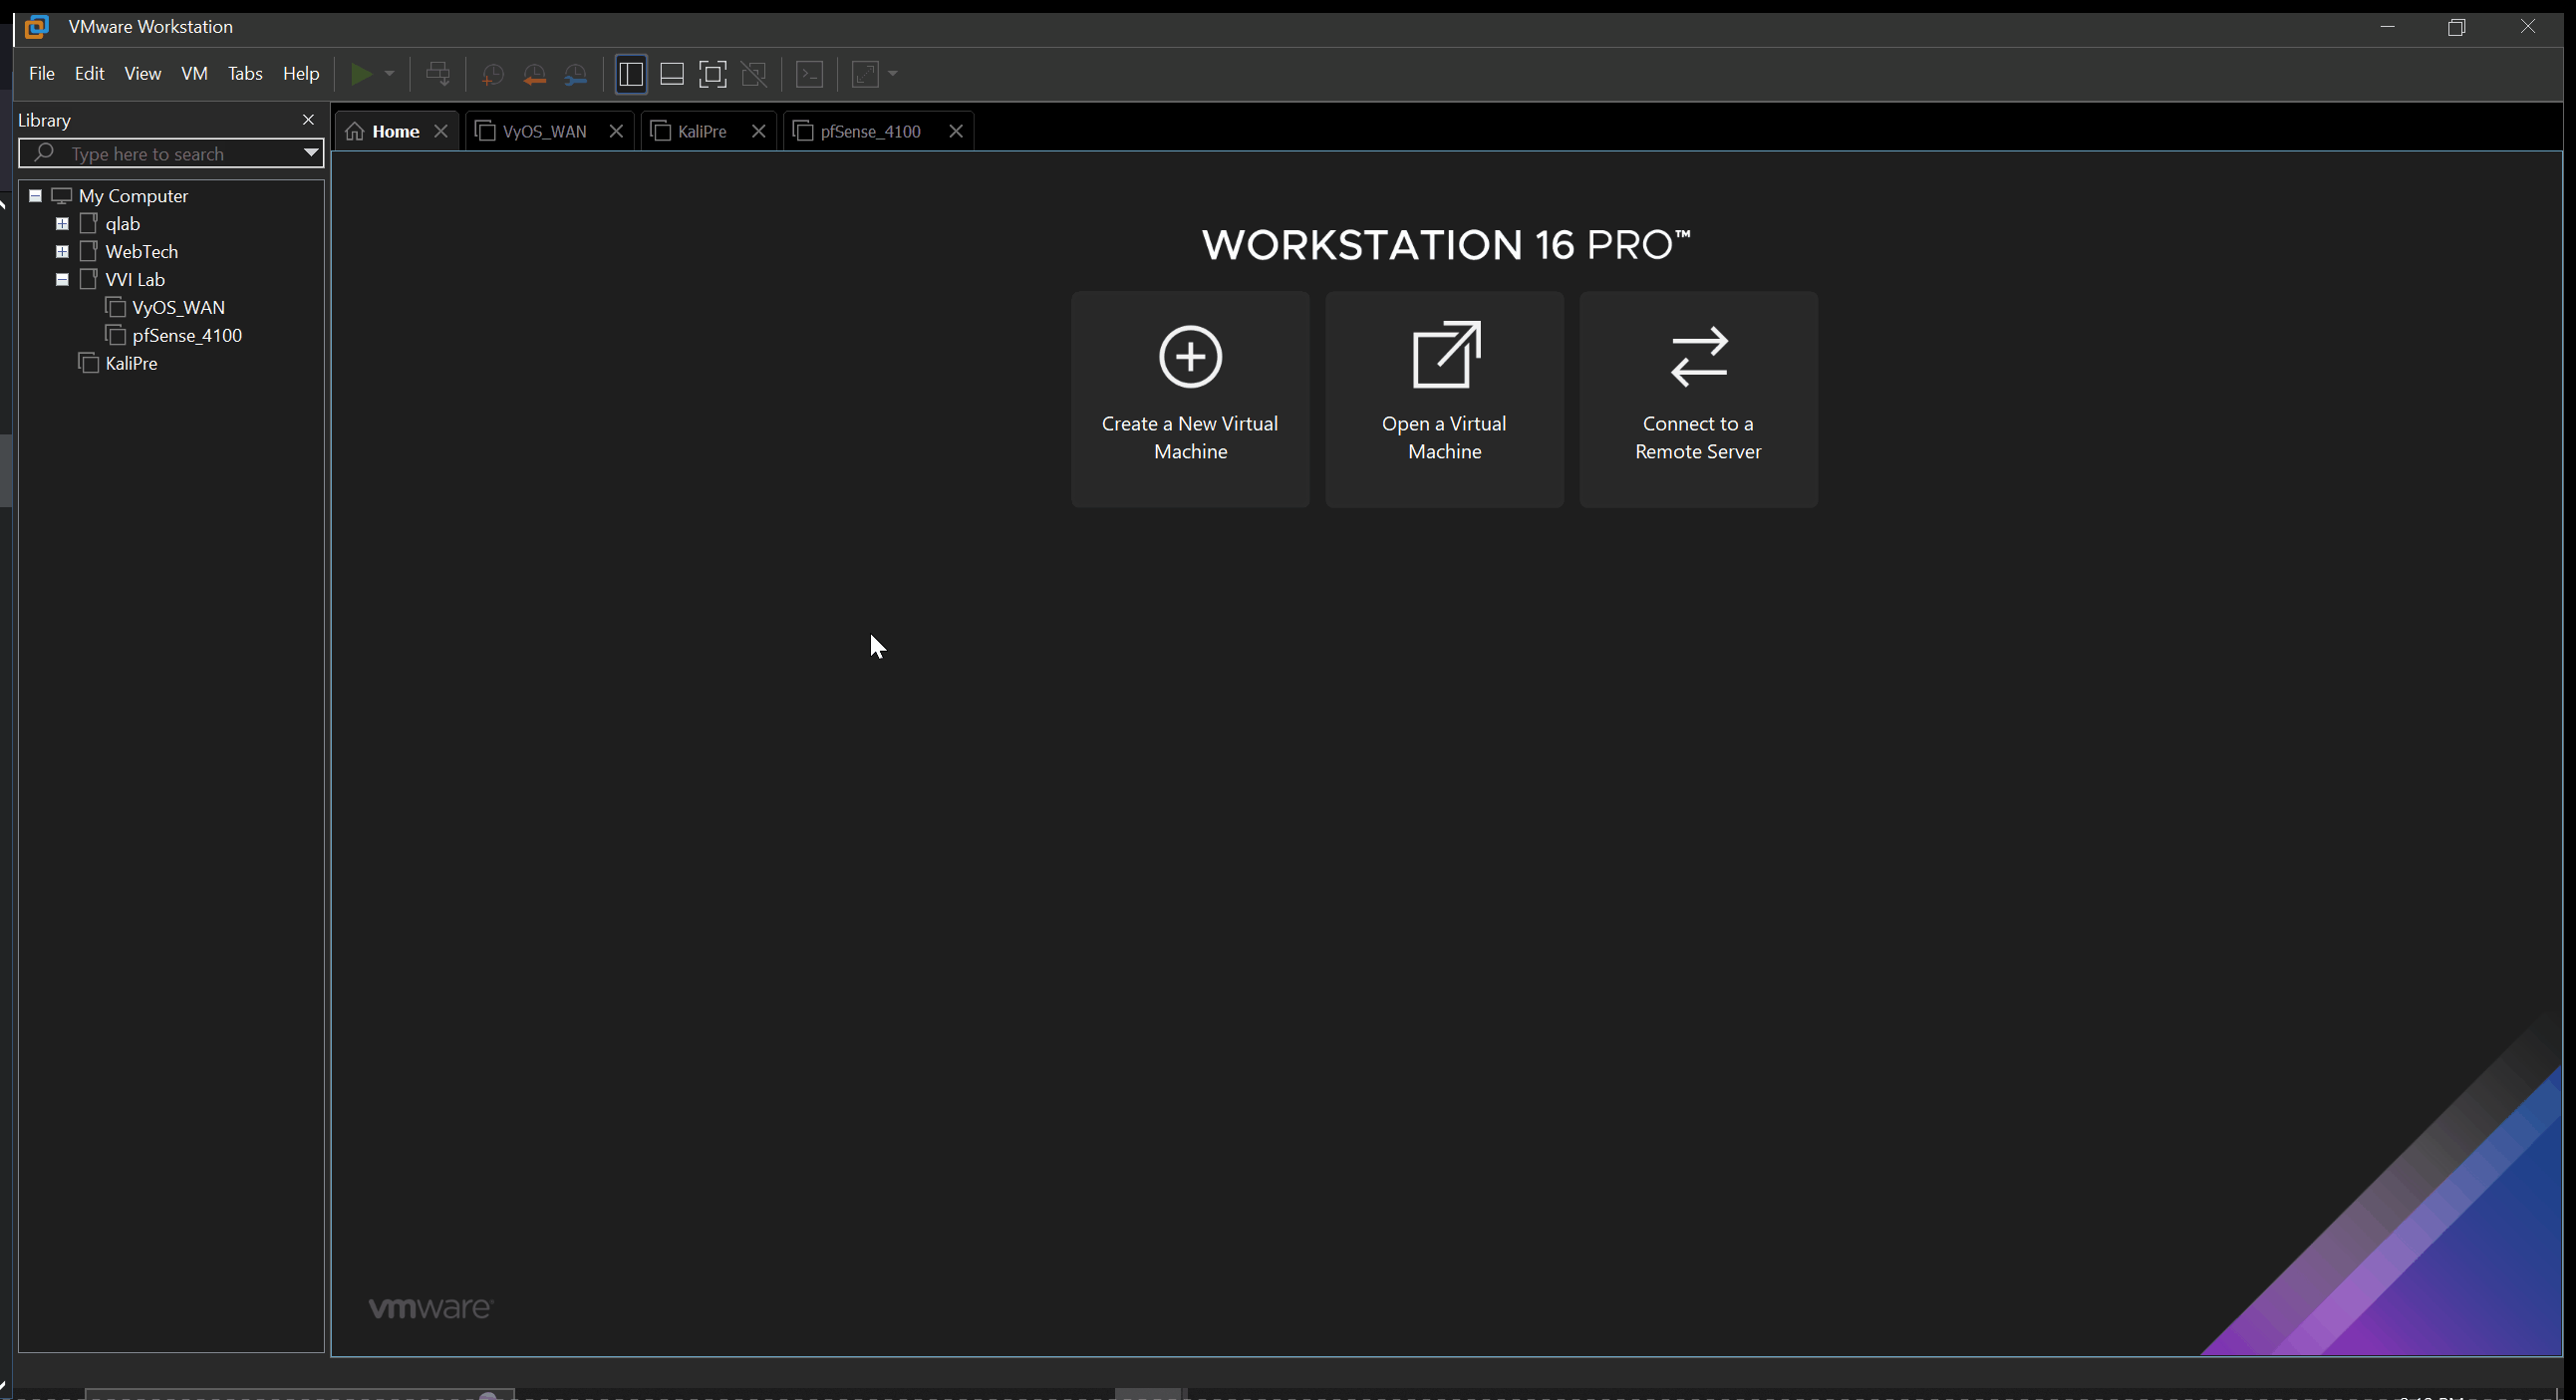 VMware Workstation
File Edit View VM Tabs Help
Library
Home VyOS_WAN KaliPre pfSense_4100
Type here to search
My Computer
qlab
WebTech
VVI Lab
VyOS_WAN
pfSense_4100
KaliPre
WORKSTATION 16 PRO™
Create a New Virtual
Machine
Open a Virtual
Machine
Connect to a
Remote Server
vmware®